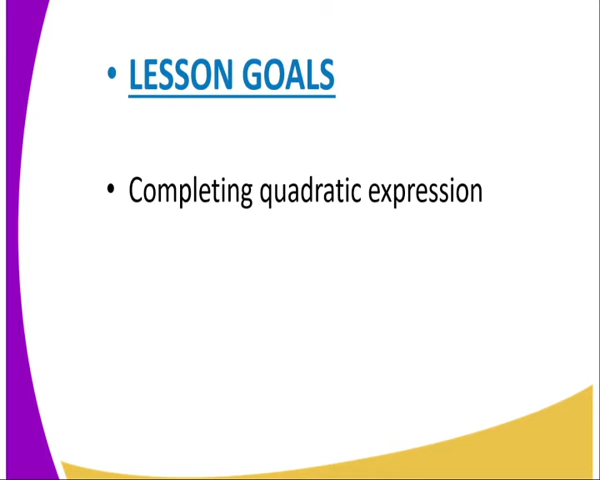 • LESSON GOALS
• Completing quadratic expression